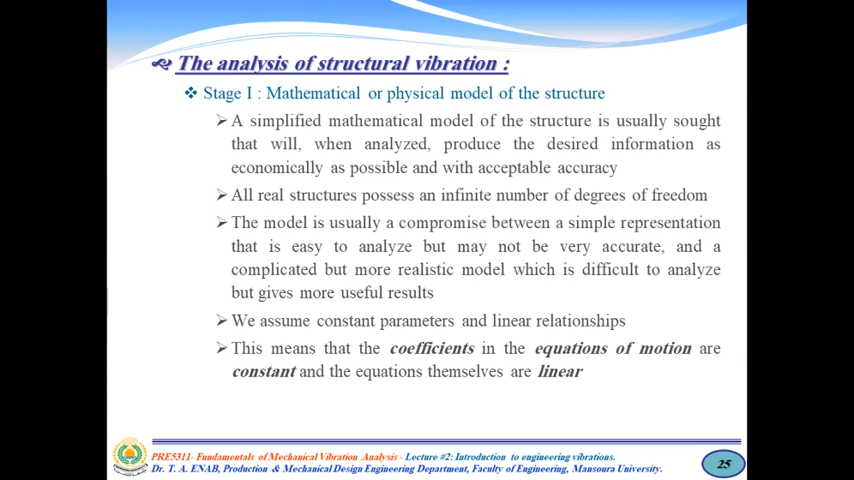 The analysis of structural vibration :
Stage I : Mathematical or physical model of the structure
A simplified mathematical model of the structure is usually sought
that will, when analyzed, produce the desired information as
economically as possible and with acceptable accuracy
All real structures possess an infinite number of degrees of freedom
The model is usually a compromise between a simple representation
that is easy to analyze but may not be very accurate, and a
complicated but more realistic model which is difficult to analyze
but gives more useful results
We assume constant parameters and linear relationships
This means that the coefficients in the equations of motion are
constant and the equations themselves are linear
PRE5311- Fundamentals of Mechanical Vibration Analysis - Lecture #2: Introduction to engineering vibrations.
Dr. T. A. ENAB, Production & Mechanical Design Engineering Department, Faculty of Engineering, Mansoura University.
25